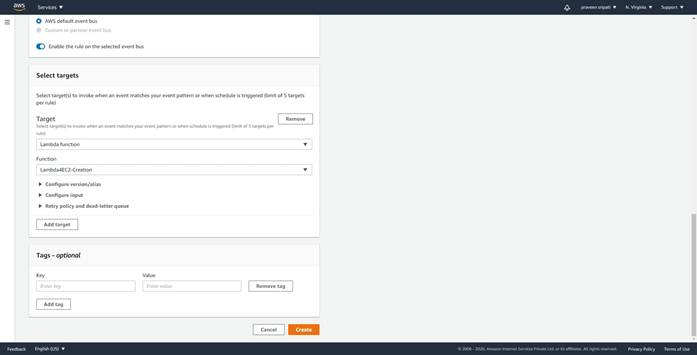 aws
Services
praveen sripati
N. Virginia
Support
AWS default event bus
Custom or partner event bus
Enable the rule on the selected event bus
Select targets
Select target(s) to invoke when an event matches your event pattern or when schedule is triggered (limit of 5 targets
per rule)
Target
Remove
Select target(s) to invoke when an event matches your event pattern or when schedule is triggered (limit of 5 targets per
rule)
Lambda function
Function
Lambda4EC2-Creation
Configure version/alias
Configure input
Retry policy and dead-letter queue
Add target
Tags - optional
Key
Value
Enter key
Enter value
Remove tag
Add tag
Cancel
Create
Feedback
English (US)
© 2008 - 2020, Amazon Internet Services Private Ltd. or its affiliates. All rights reserved.
Privacy Policy
Terms of Use